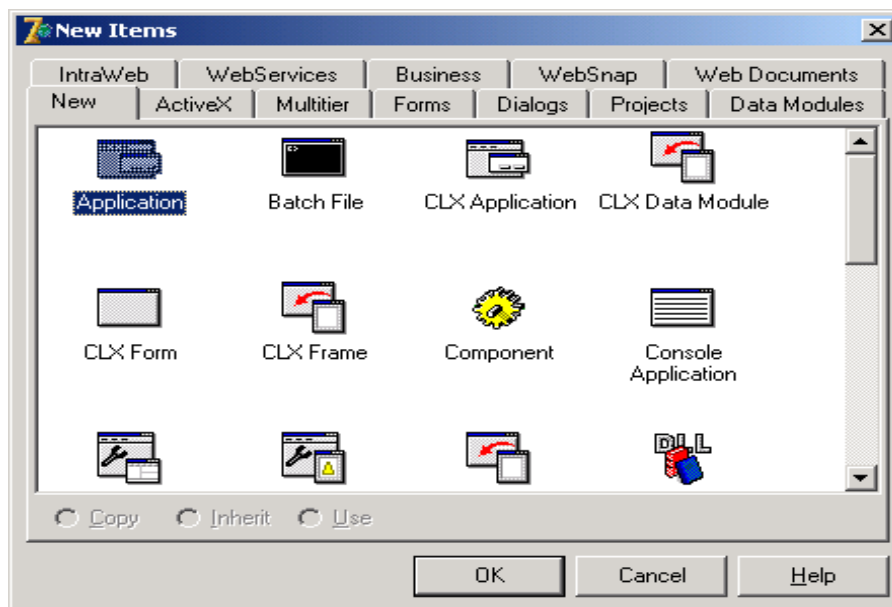 New Items
IntraWeb WebServices Business WebSnap Web Documents
New ActiveX Multitier Forms Dialogs Projects Data Modules
Application Batch File CLX Application CLX Data Module
CLX Form CLX Frame Component Console
Application
DLL
Copy Inherit Use
OK Cancel Help